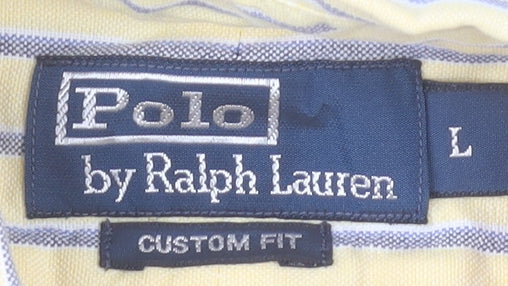 Polo
by Ralph Lauren
L
CUSTOM FIT